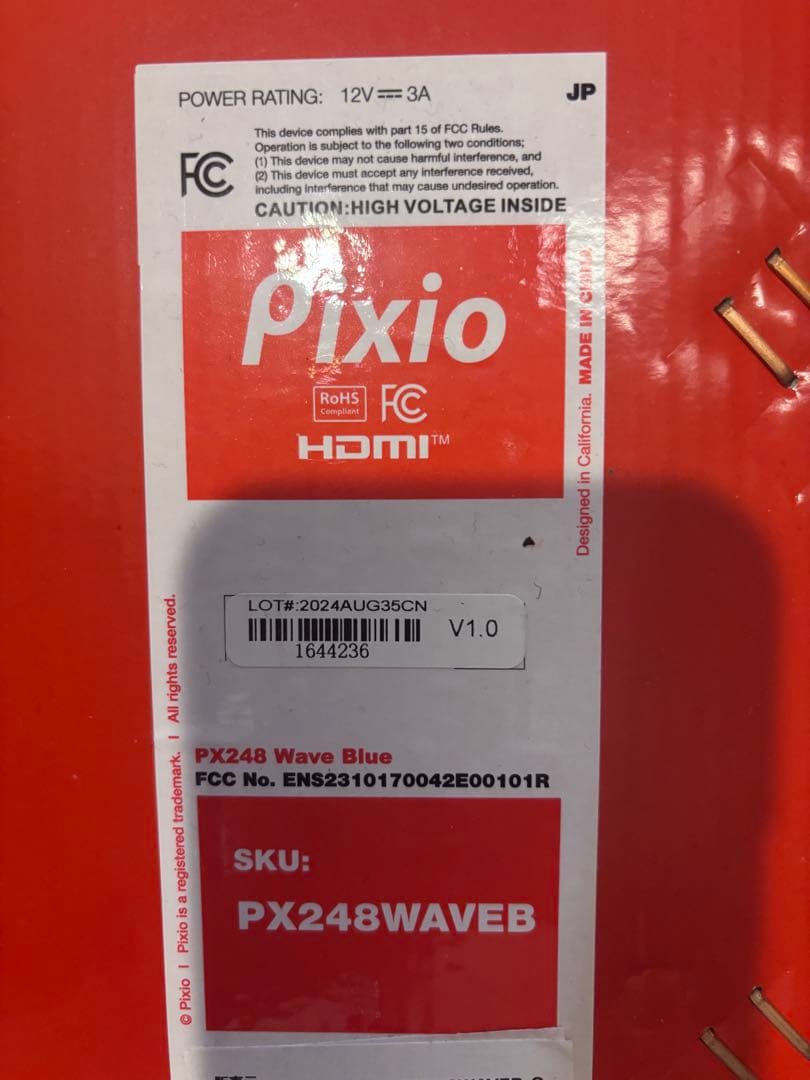 POWER RATING: 12V⎓3A
JP
FC
This device complies with part 15 of FCC Rules.
Operation is subject to the following two conditions;
(1) This device may not cause harmful interference, and
(2) This device must accept any interference received,
including interference that may cause undesired operation.
CAUTION:HIGH VOLTAGE INSIDE
Pixio
RoHS
Compliant
FC
HDMI™
Designed in California. MADE IN CHINA
LOT#:2024AUG35CN
V1.0
1644236
© Pixio I Pixio is a registered trademark. I All rights reserved.
PX248 Wave Blue
FCC No. ENS2310170042E00101R
SKU:
PX248WAVEB